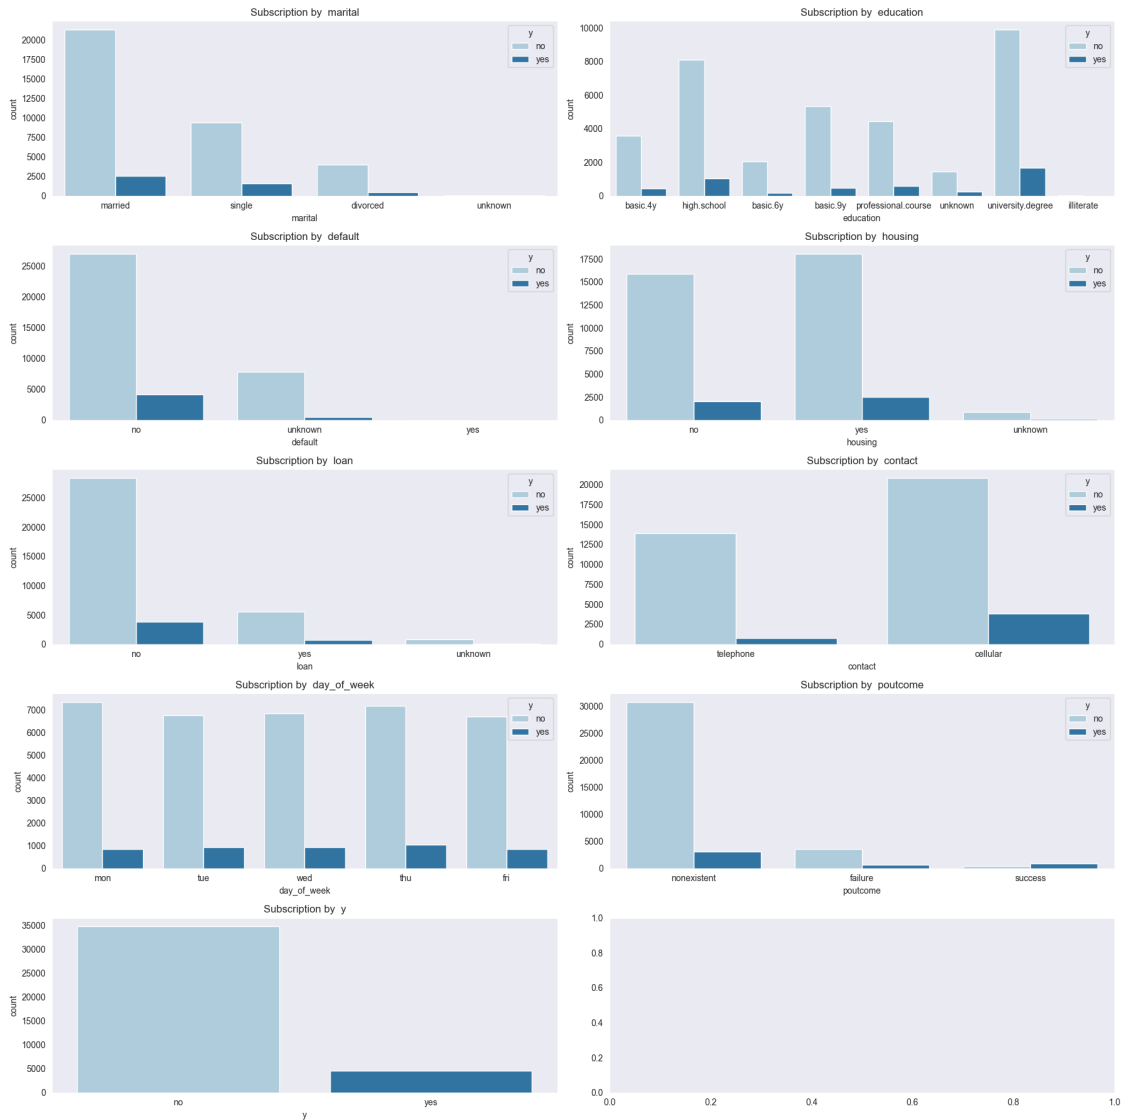 Subscription by  marital
20000
17500
15000
12500
10000
7500
5000
2500
0
count
married single divorced unknown
marital
y
no
yes
Subscription by  education
10000
8000
6000
4000
2000
0
count
basic.4y high.school basic.6y basic.9y professional.course unknown university.degree illiterate
education
y
no
yes
Subscription by  default
25000
20000
15000
10000
5000
0
count
no unknown yes
default
y
no
yes
Subscription by  housing
17500
15000
12500
10000
7500
5000
2500
0
count
no yes unknown
housing
y
no
yes
Subscription by  loan
25000
20000
15000
10000
5000
0
count
no yes unknown
loan
y
no
yes
Subscription by  contact
20000
17500
15000
12500
10000
7500
5000
2500
0
count
telephone cellular
contact
y
no
yes
Subscription by  day_of_week
7000
6000
5000
4000
3000
2000
1000
0
count
mon tue wed thu fri
day_of_week
y
no
yes
Subscription by  poutcome
30000
25000
20000
15000
10000
5000
0
count
nonexistent failure success
poutcome
y
no
yes
Subscription by  y
35000
30000
25000
20000
15000
10000
5000
0
count
no yes
y
1.0
0.8
0.6
0.4
0.2
0.0
0.0 0.2 0.4 0.6 0.8 1.0